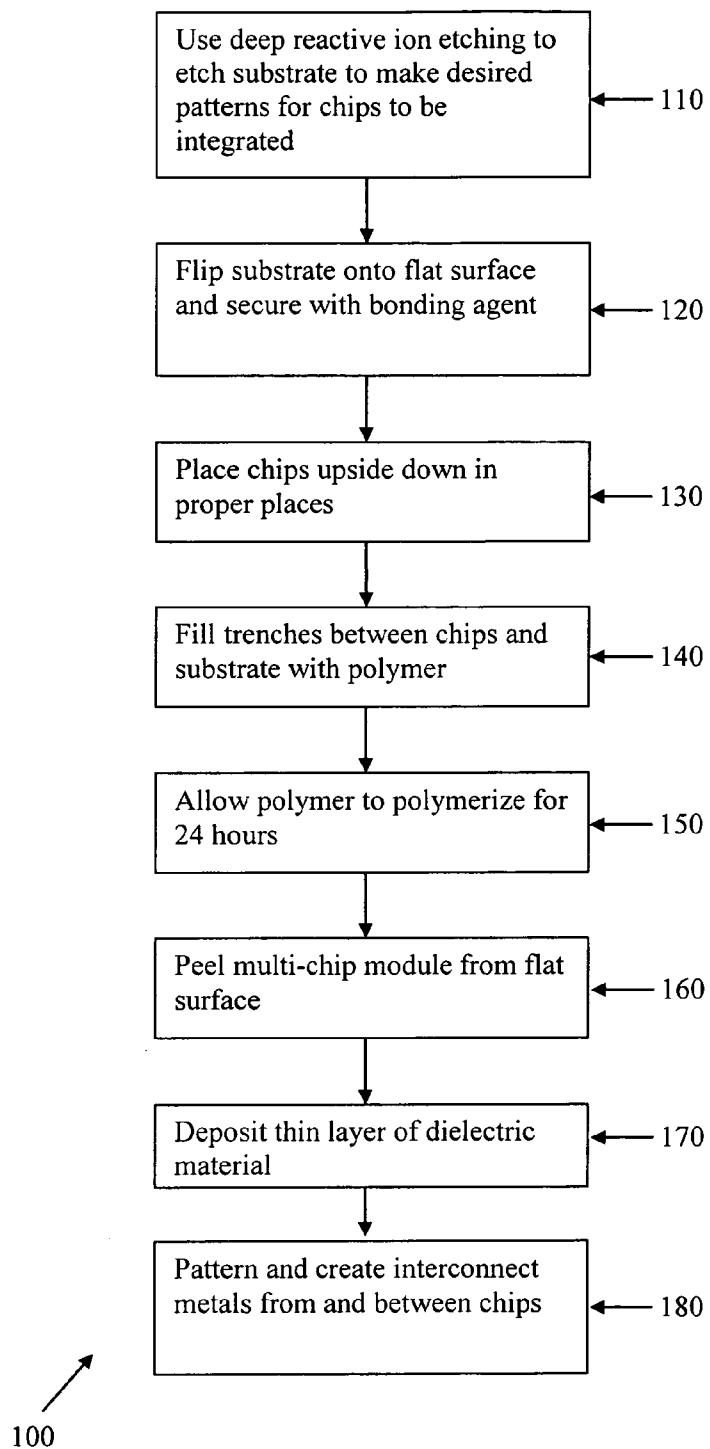 Use deep reactive ion etching to
etch substrate to make desired
patterns for chips to be
integrated
110
Flip substrate onto flat surface
and secure with bonding agent
120
Place chips upside down in
proper places
130
Fill trenches between chips and
substrate with polymer
140
Allow polymer to polymerize for
24 hours
150
Peel multi-chip module from flat
surface
160
Deposit thin layer of dielectric
material
170
Pattern and create interconnect
metals from and between chips
180
100